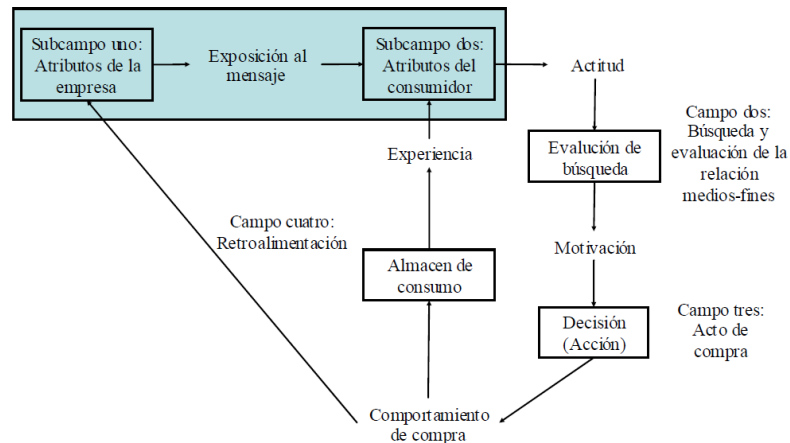 Subcampo uno:
Atributos de la
empresa
Exposición al
mensaje
Subcampo dos:
Atributos del
consumidor
Actitud
Campo dos:
Búsqueda y
evaluación de la
relación
medios-fines
Evalución de
búsqueda
Experiencia
Campo cuatro:
Retroalimentación
Motivación
Almacen de
consumo
Decisión
(Acción)
Campo tres:
Acto de
compra
Comportamiento
de compra